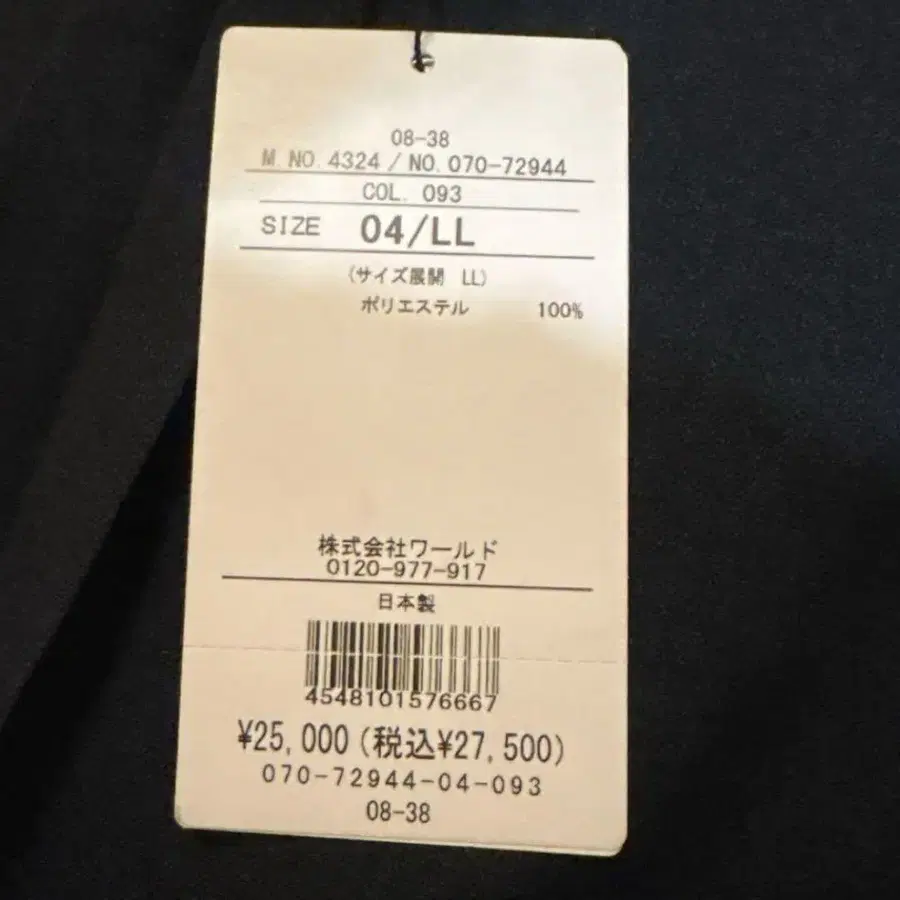 08-38
M.NO.4324 / NO.070-72944
COL. 093
SIZE 04/LL
(サイズ展開 LL)
ポリエステル 100%
株式会社ワールド
0120-977-917
日本製
4548101576667
¥25,000(税込¥27,500)
070-72944-04-093
08-38